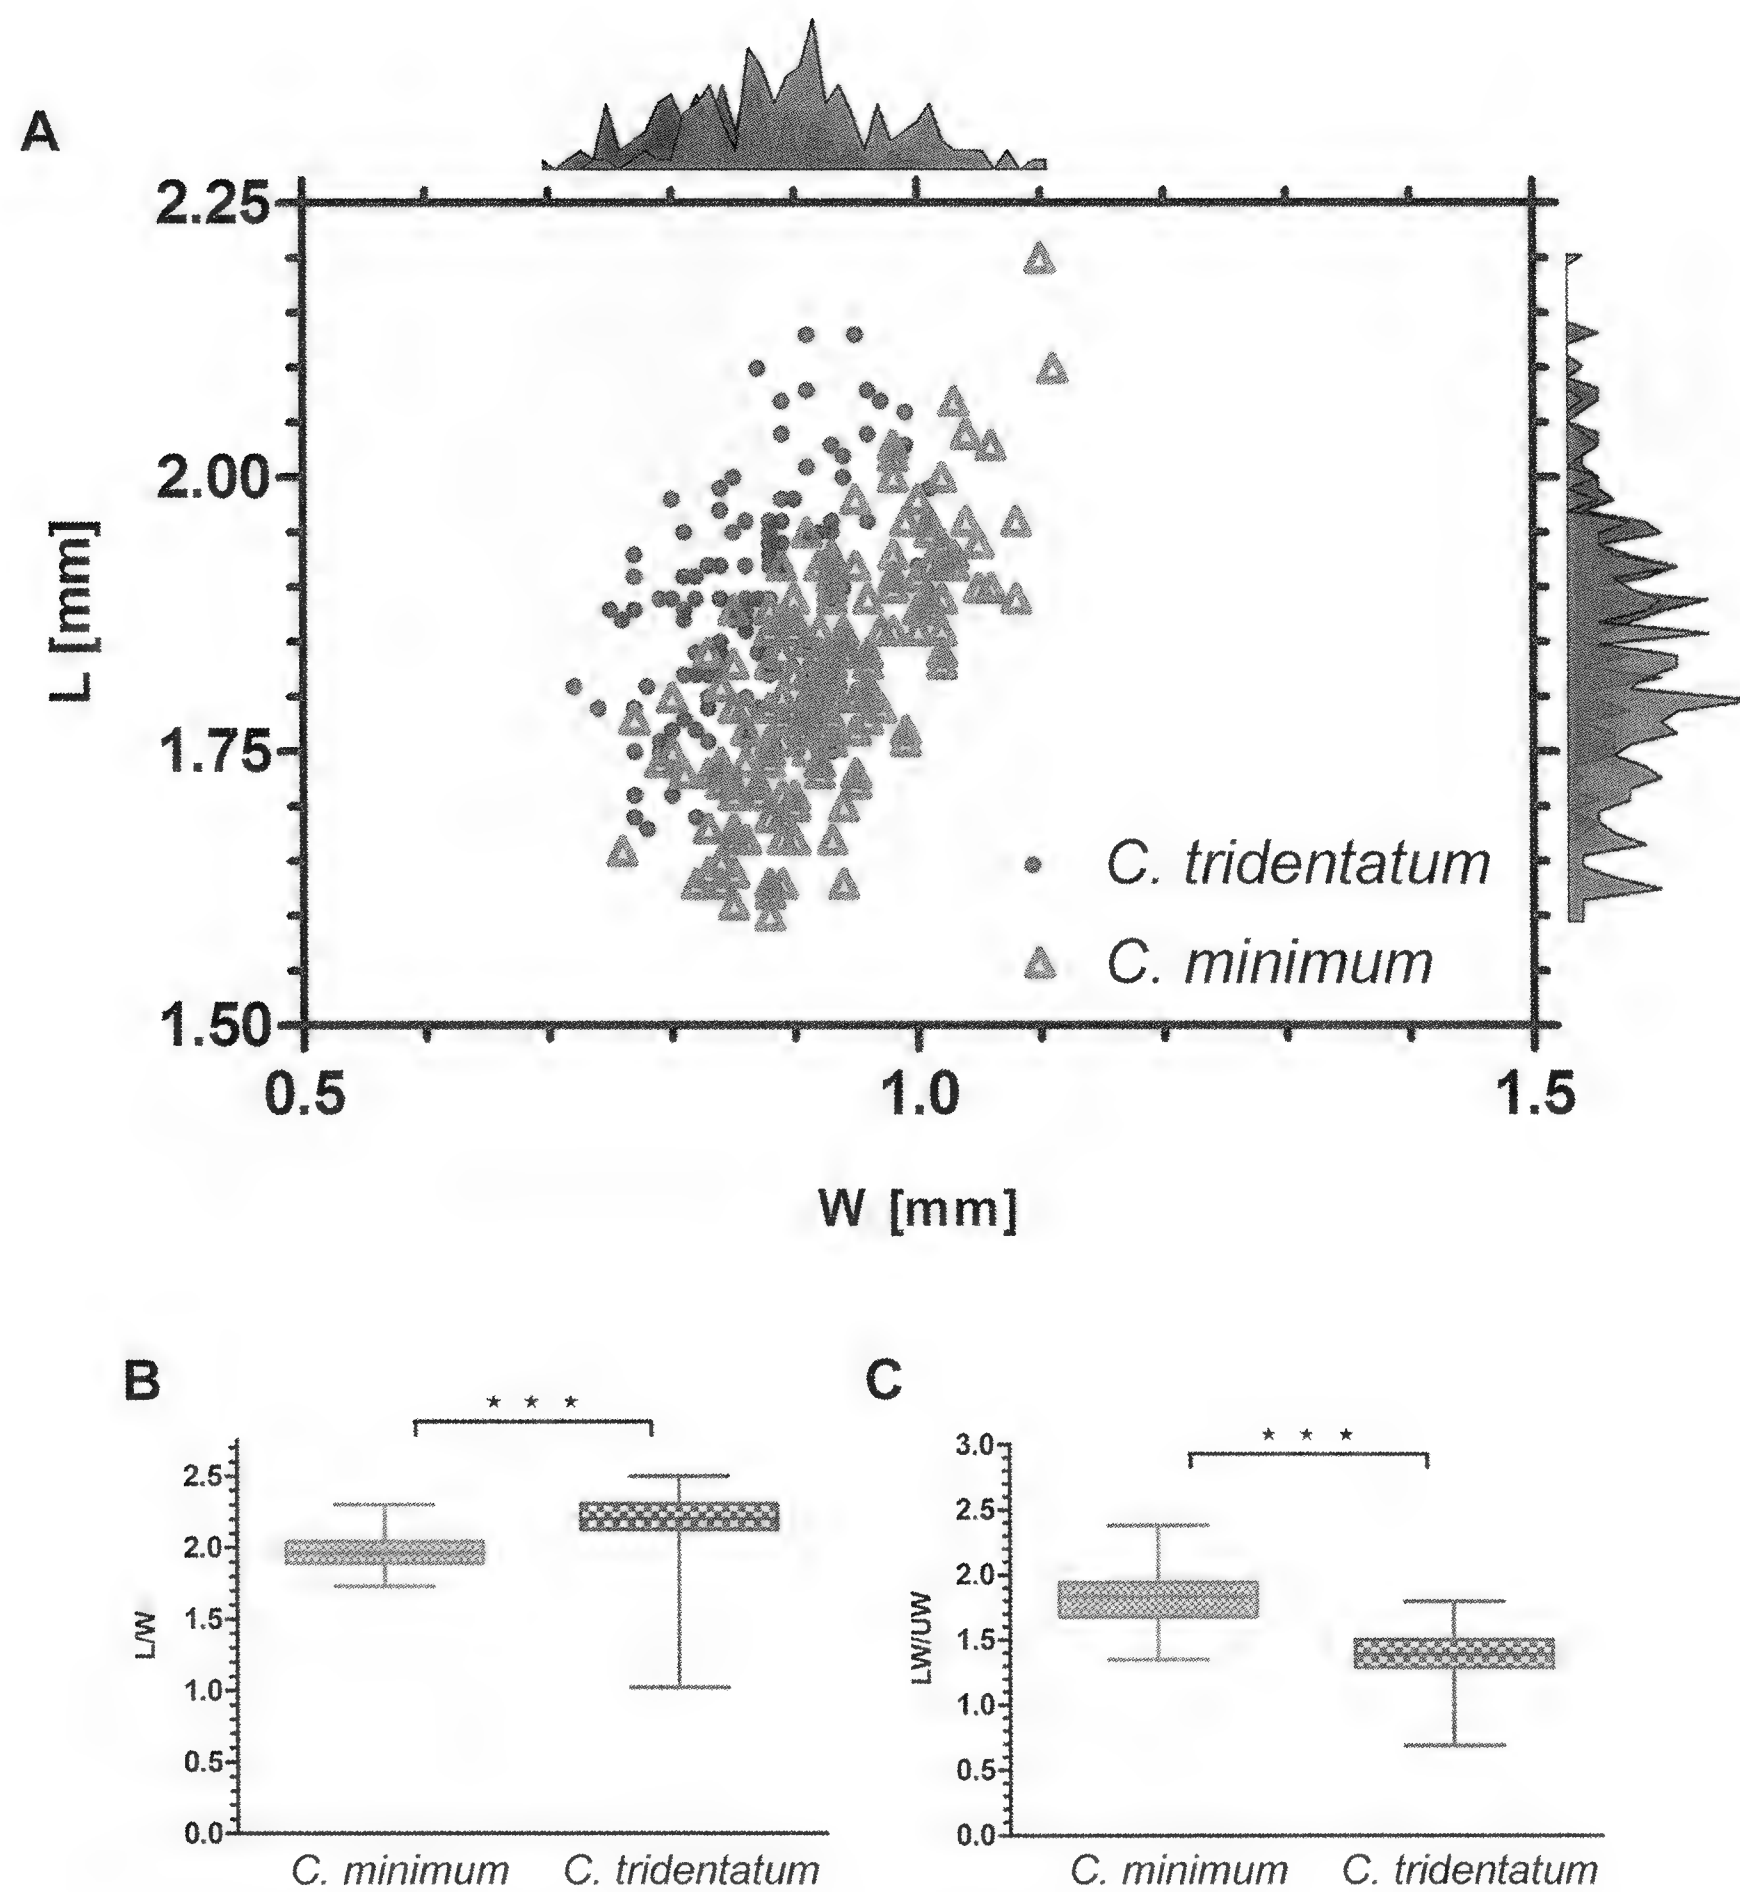 A
2.25
2.00
1.75
1.50
L [mm]
C. tridentatum
C. minimum
0.5 1.0 1.5
W [mm]
B
* * *
2.5
2.0
1.5
1.0
0.5
0.0
L/W
C. minimum C. tridentatum
C
* * *
3.0
2.5
2.0
1.5
1.0
0.5
0.0
LW/UW
C. minimum C. tridentatum